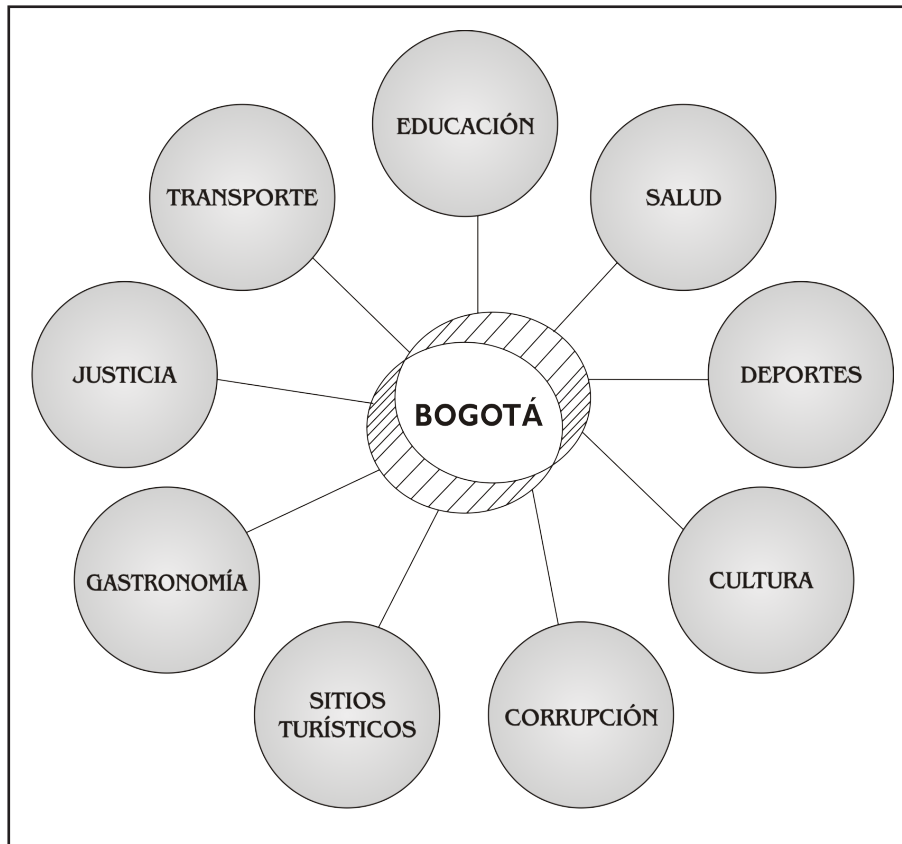 EDUCACIÓN
TRANSPORTE
SALUD
JUSTICIA
DEPORTES
BOGOTÁ
GASTRONOMÍA
CULTURA
SITIOS
TURÍSTICOS
CORRUPCIÓN